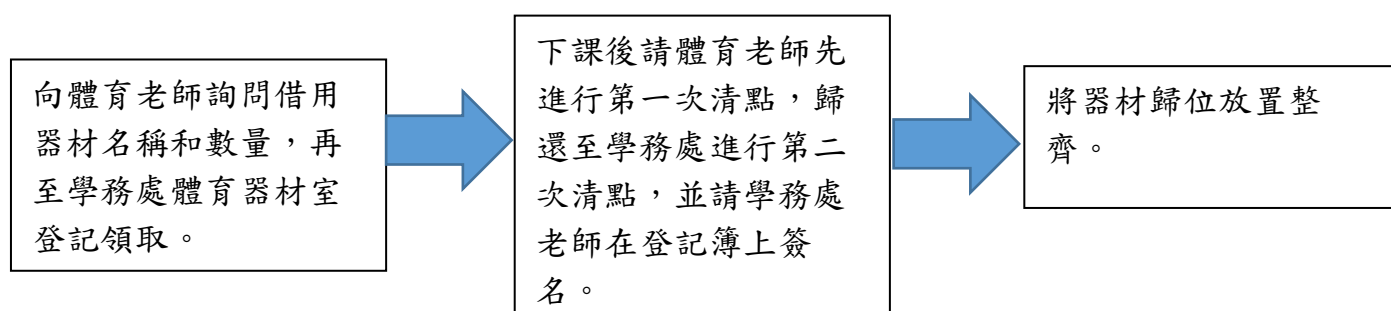 向體育老師詢問借用
器材名稱和數量，再
至學務處體育器材室
登記領取。
下課後請體育老師先
進行第一次清點，歸
還至學務處進行第二
次清點，並請學務處
老師在登記簿上簽
名。
將器材歸位放置整
齊。